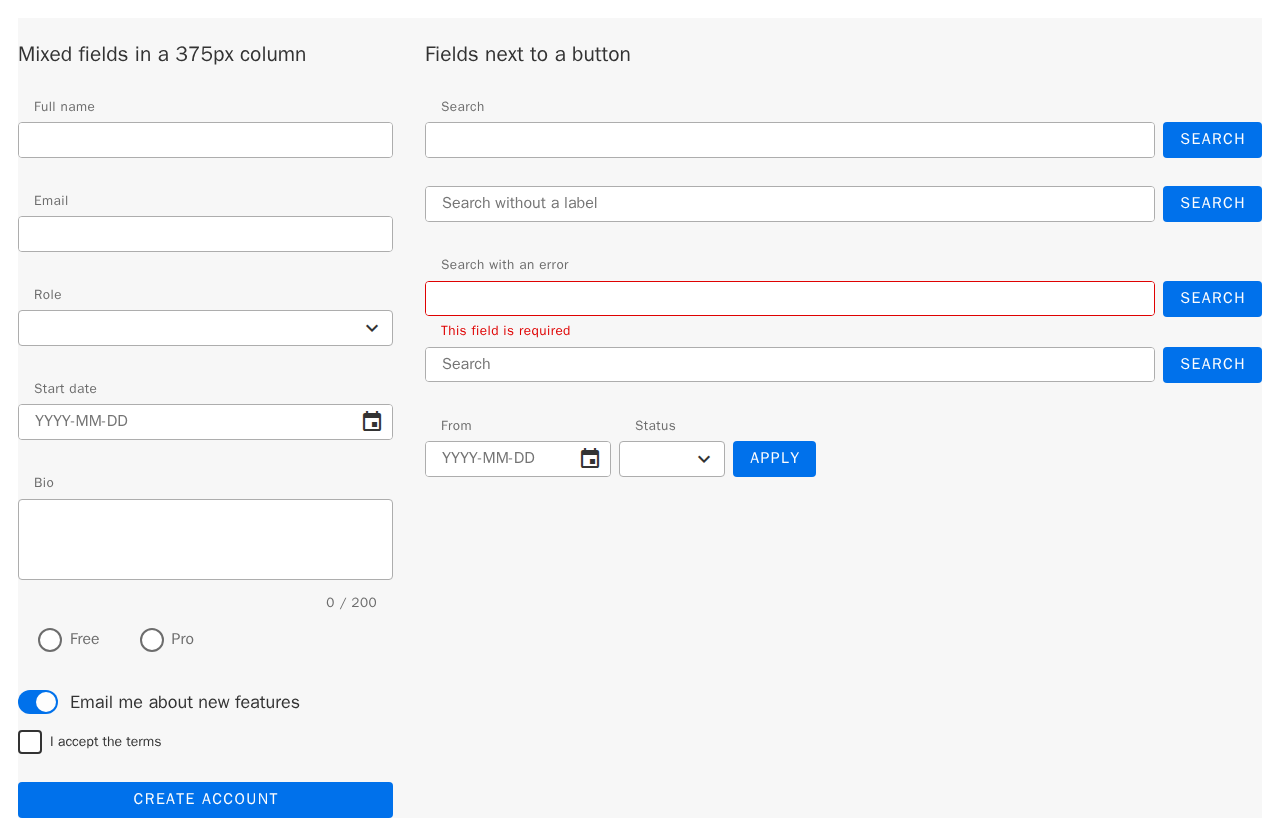 Mixed fields in a 375px column
Full name
Email
Role
Start date
YYYY-MM-DD
Bio
0 / 200
Free
Pro
Email me about new features
I accept the terms
CREATE ACCOUNT
Fields next to a button
Search
SEARCH
Search without a label
SEARCH
Search with an error
SEARCH
This field is required
Search
SEARCH
From
Status
YYYY-MM-DD
APPLY